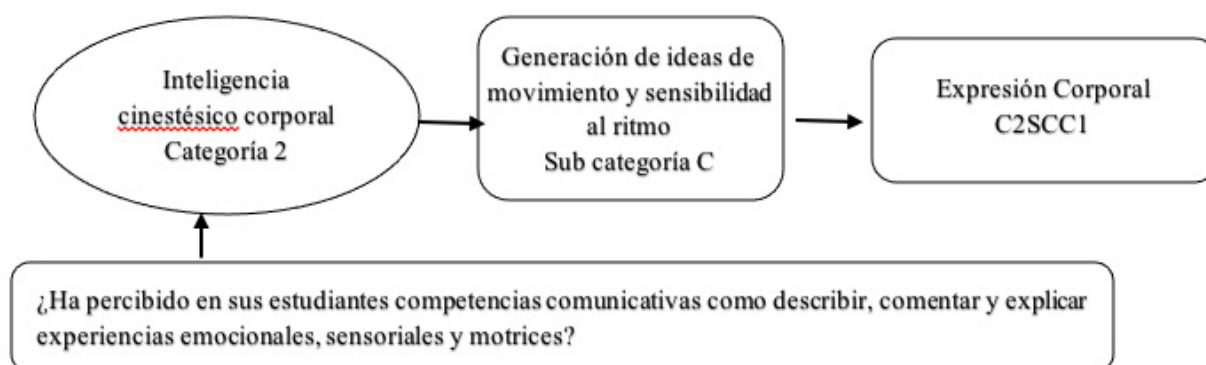 Inteligencia
cinestésico corporal
Categoría 2
Generación de ideas de
movimiento y sensibilidad
al ritmo
Sub categoría C
Expresión Corporal
C2SCC1
¿Ha percibido en sus estudiantes competencias comunicativas como describir, comentar y explicar
experiencias emocionales, sensoriales y motrices?